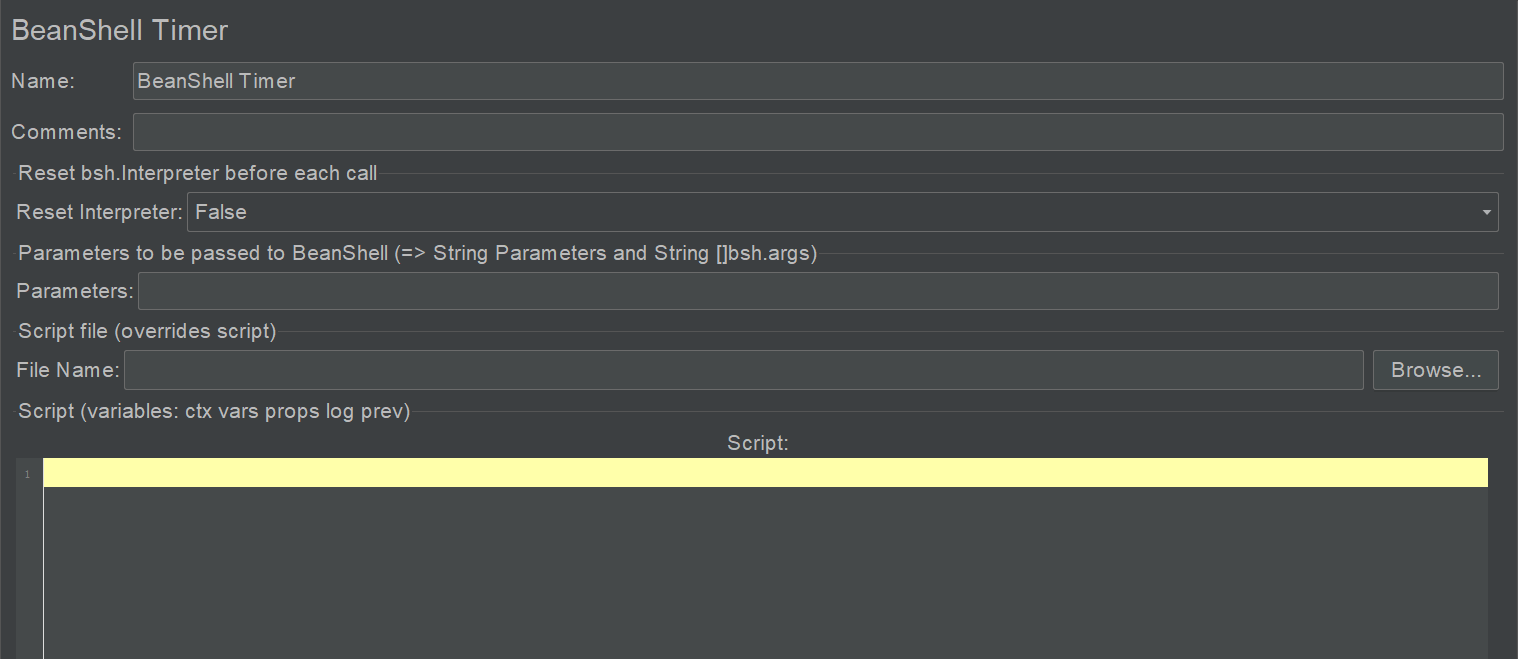 BeanShell Timer
Name: BeanShell Timer
Comments:
Reset bsh.Interpreter before each call
Reset Interpreter: False
Parameters to be passed to BeanShell (=> String Parameters and String []bsh.args)
Parameters:
Script file (overrides script)
File Name: Browse...
Script (variables: ctx vars props log prev)
Script:
1